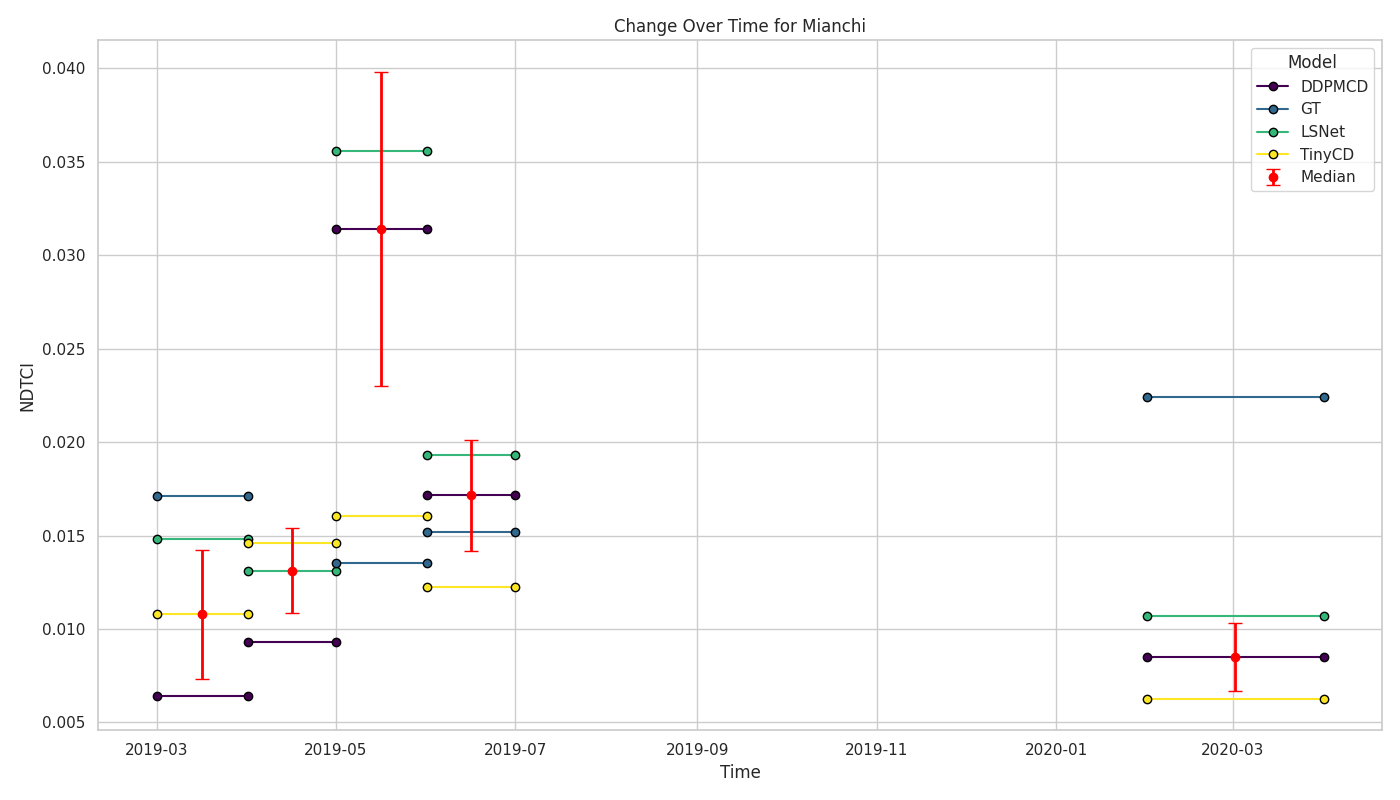 Change Over Time for Mianchi
Model
DDPMCD
GT
LSNet
TinyCD
Median
NDTCI
0.040
0.035
0.030
0.025
0.020
0.015
0.010
0.005
2019-03
2019-05
2019-07
2019-09
2019-11
2020-01
2020-03
Time